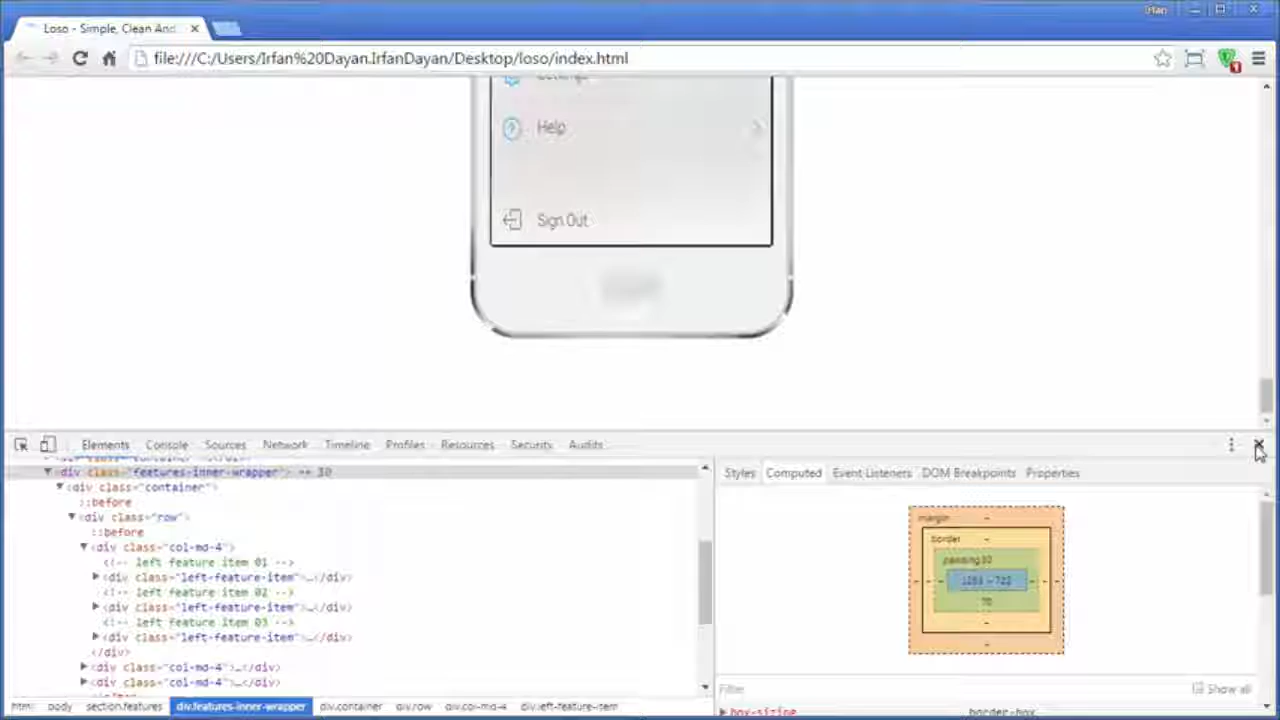 Irfan
Loso - Simple, Clean And
file:///C:/Users/Irfan%20Dayan.IrfanDayan/Desktop/loso/index.html
1
Settings
Help
Sign Out
Elements Console Sources Network Timeline Profiles Resources Security Audits
<div class="features-inner-wrapper"> == $0
Styles Computed Event Listeners DOM Breakpoints Properties
<div class="container">
::before
<div class="row">
::before
<div class="col-md-4">
<!-- left feature item 01 -->
<div class="left-feature-item">…</div>
<!-- left feature item 02 -->
<div class="left-feature-item">…</div>
<!-- left feature item 03 -->
<div class="left-feature-item">…</div>
</div>
<div class="col-md-4">…</div>
<div class="col-md-4">…</div>
margin -
border -
padding
70
Filter
Show all
html body section.features div.features-inner-wrapper div.container div.row div.col-md-4 div.left-feature-item
box-sizing border-box